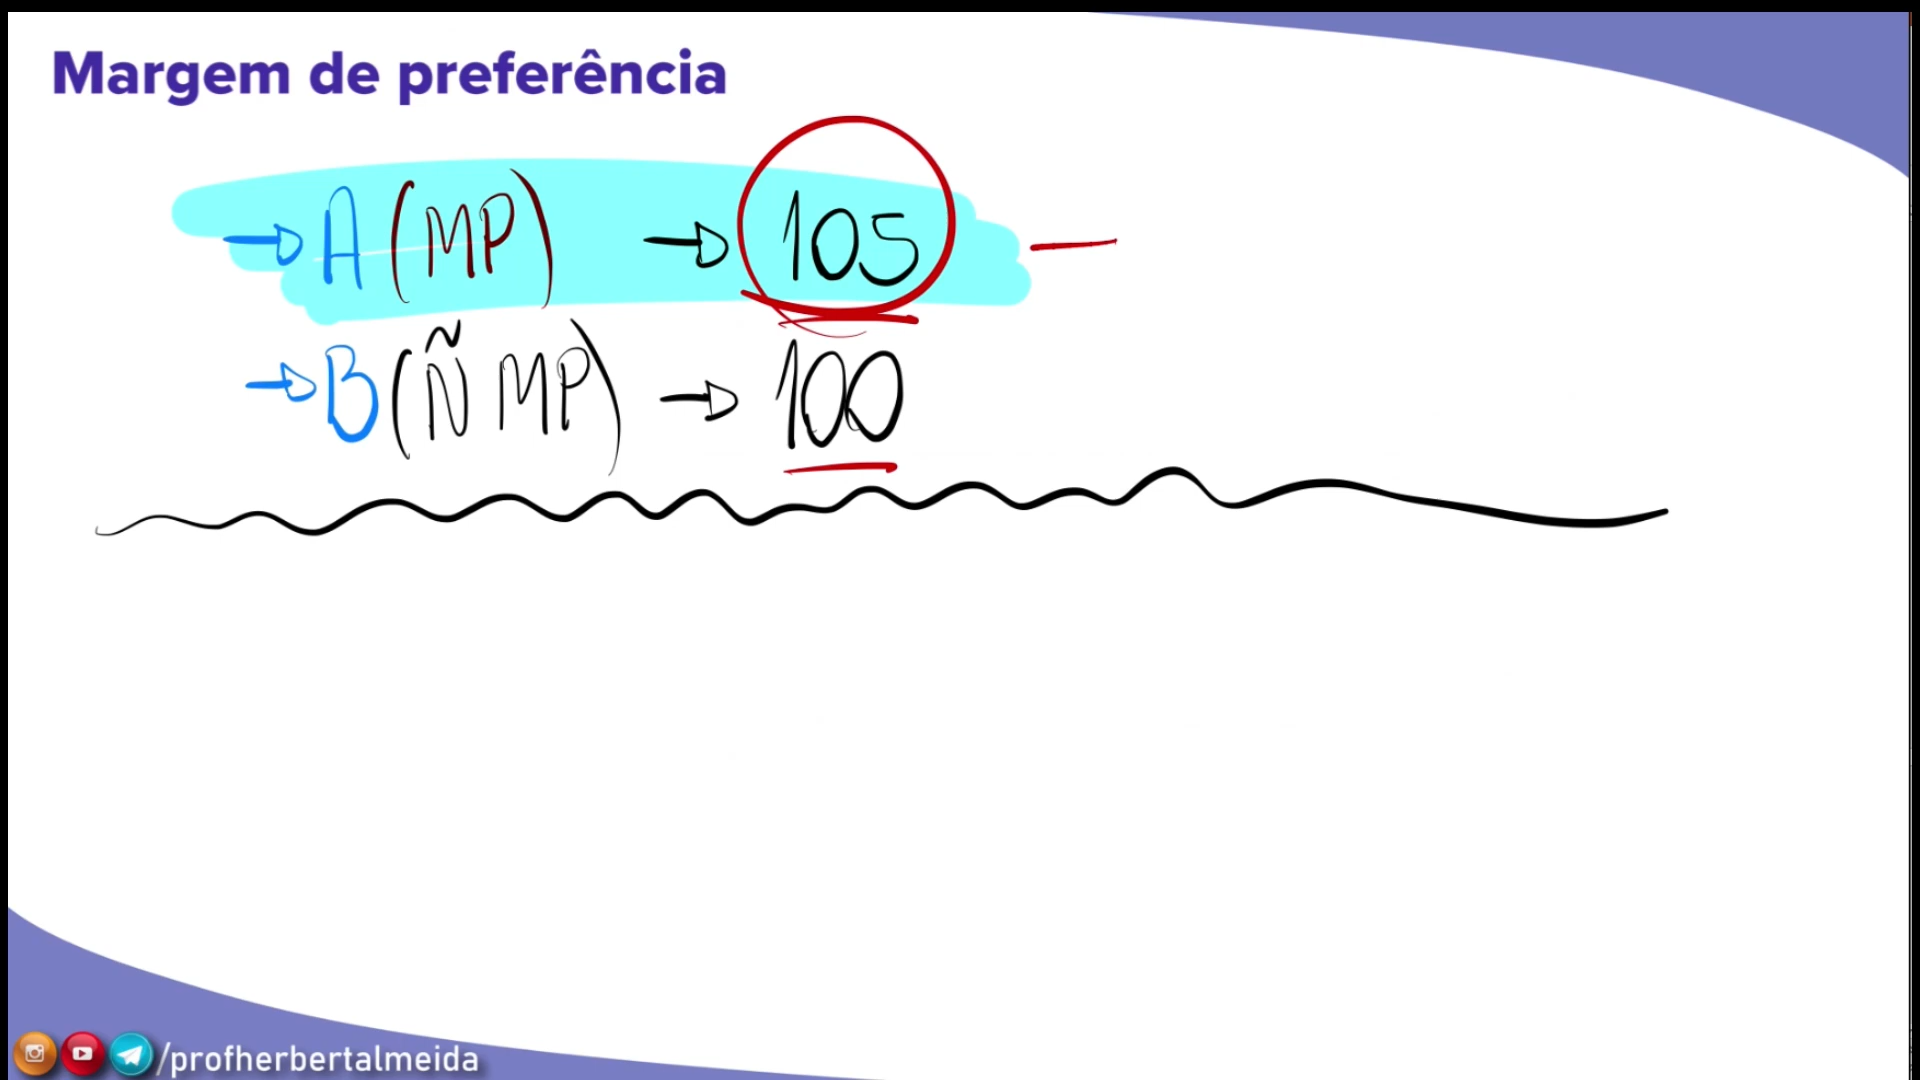 Margem de preferência
→ A (MP) → 105 —
→ B (Ñ MP) → 100
/profherbertalmeida